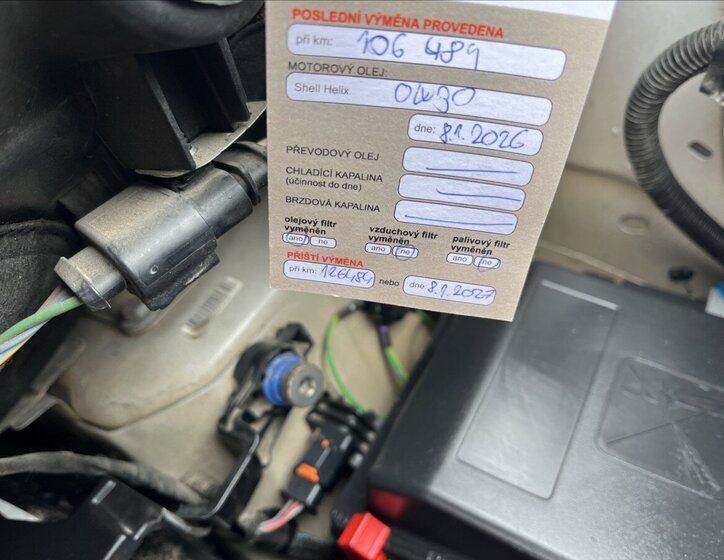 POSLEDNÍ VÝMĚNA PROVEDENA
při km: 106 489
MOTOROVÝ OLEJ:
Shell Helix 0w30
dne: 8.1.2026
PŘEVODOVÝ OLEJ
CHLADÍCÍ KAPALINA
(účinnost do dne)
BRZDOVÁ KAPALINA
olejový filtr vyměněn
ano ne
vzduchový filtr vyměněn
ano ne
palivový filtr vyměněn
ano ne
PŘÍŠTÍ VÝMĚNA
při km: 126484 nebo dne: 8.1.2027